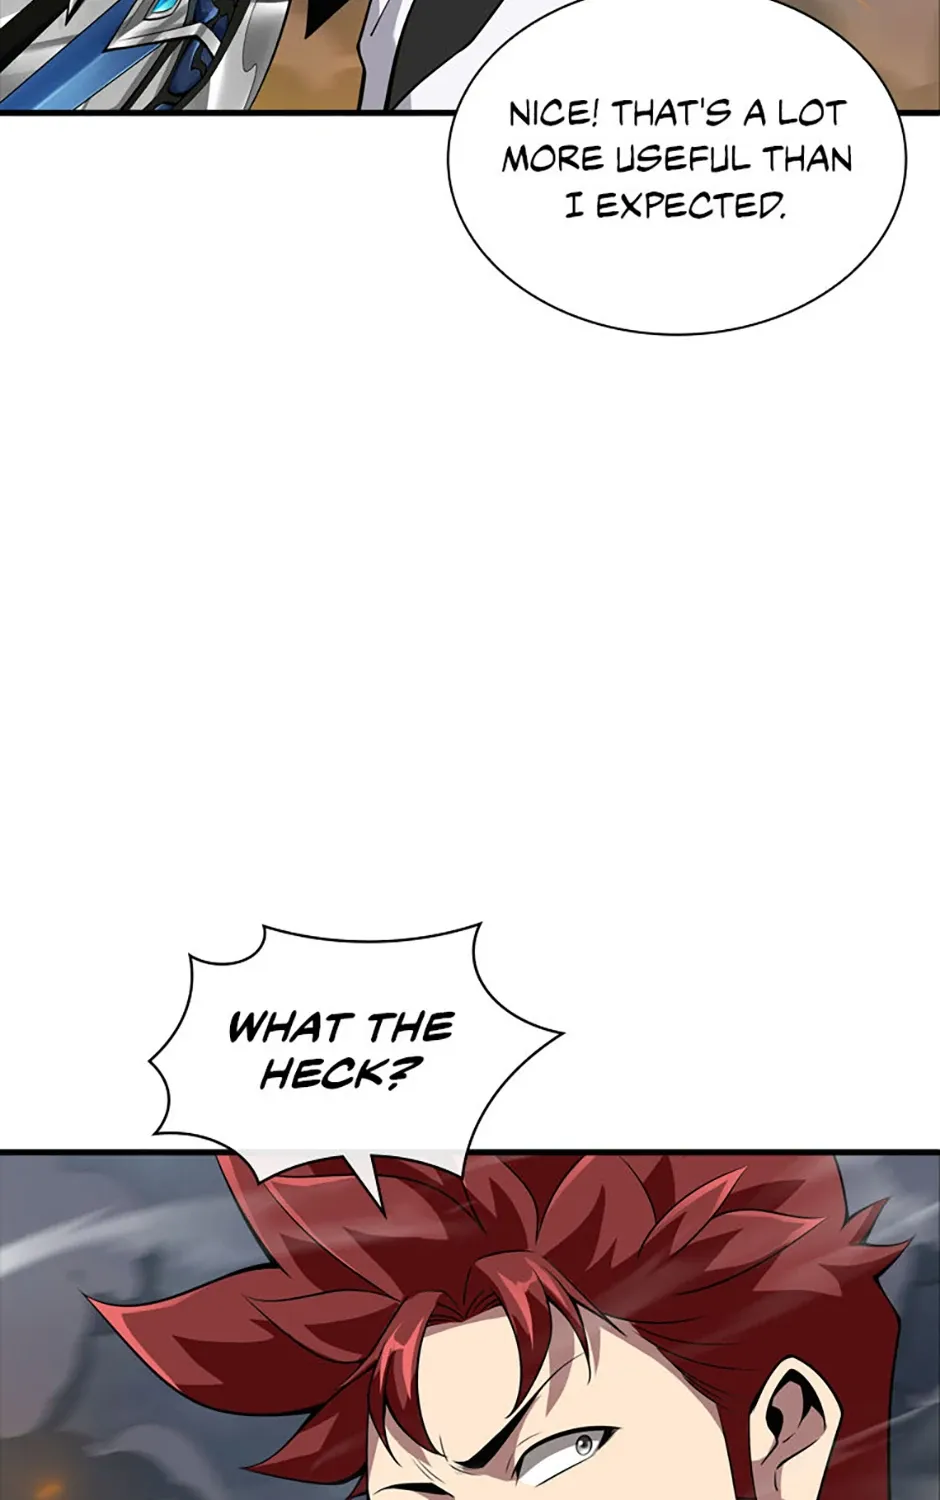 NICE! THAT'S A LOT
MORE USEFUL THAN
I EXPECTED.
WHAT THE
HECK?